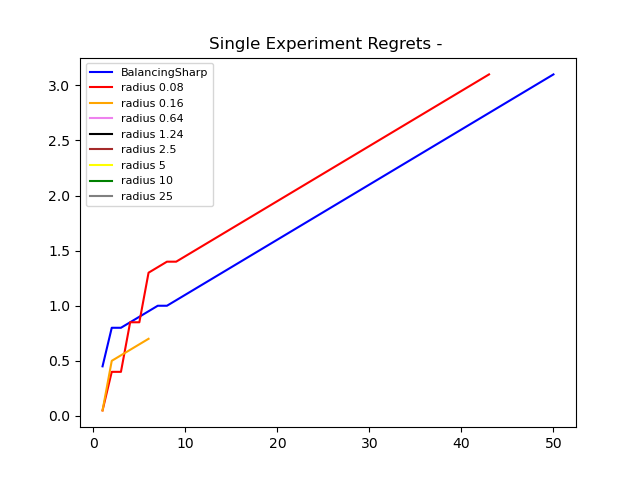 Single Experiment Regrets -
BalancingSharp
radius 0.08
radius 0.16
radius 0.64
radius 1.24
radius 2.5
radius 5
radius 10
radius 25
3.0
2.5
2.0
1.5
1.0
0.5
0.0
0 10 20 30 40 50